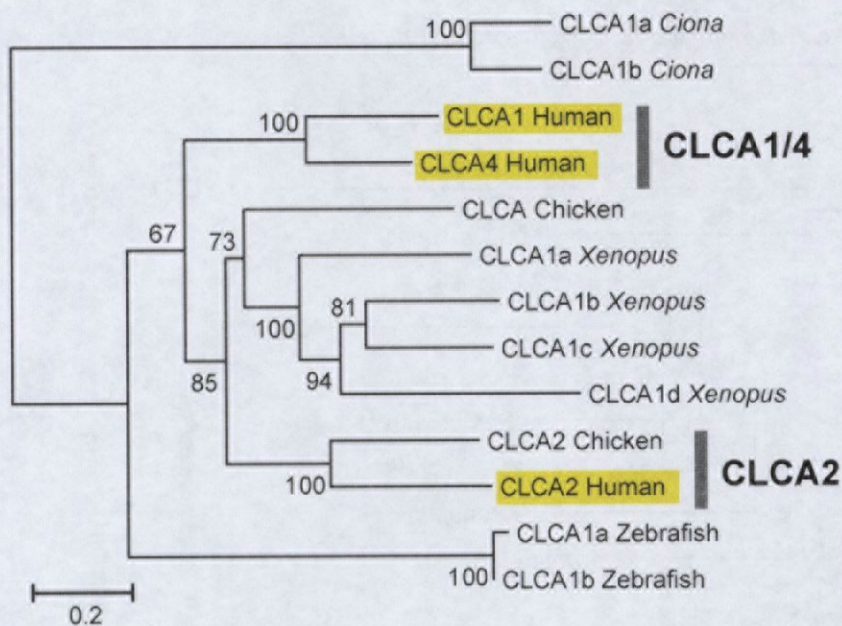 100
CLCA1a Ciona
CLCA1b Ciona
100
CLCA1 Human
CLCA4 Human
CLCA1/4
67
73
CLCA Chicken
CLCA1a Xenopus
100
81
CLCA1b Xenopus
CLCA1c Xenopus
85
94
CLCA1d Xenopus
CLCA2 Chicken
100
CLCA2 Human
CLCA2
CLCA1a Zebrafish
100
CLCA1b Zebrafish
0.2